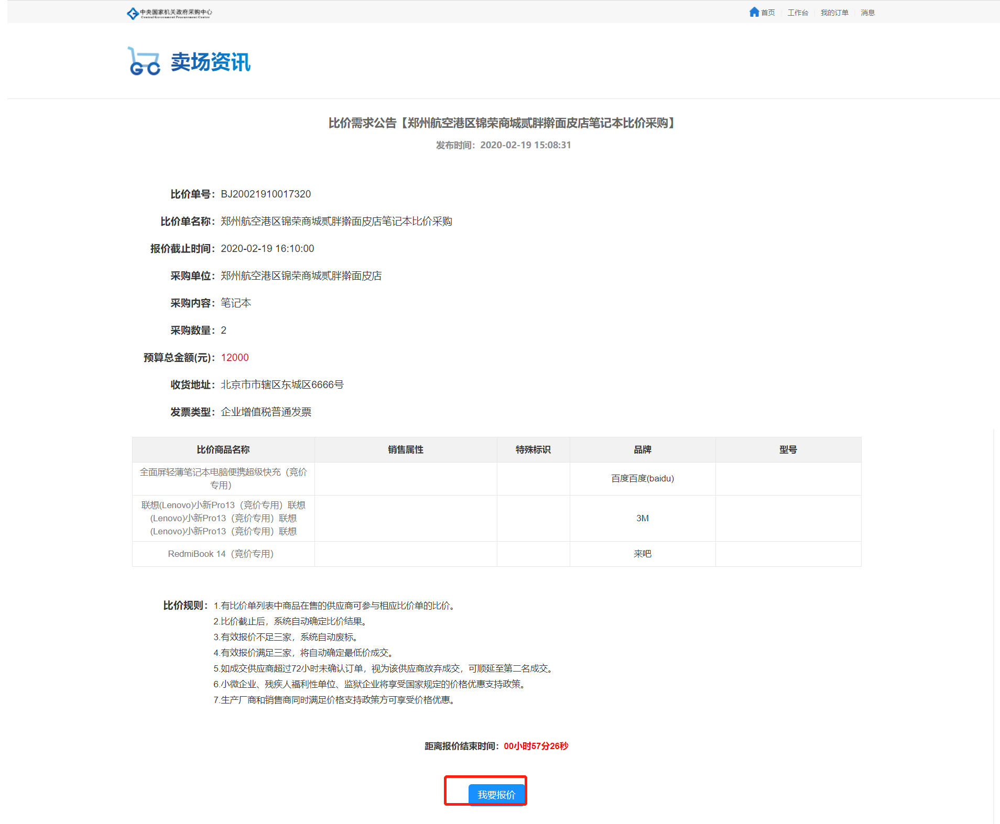 中央国家机关政府采购中心
Central Government Procurement Center
首页 工作台 我的订单 消息
卖场资讯
比价需求公告【郑州航空港区锦荣商城贰胖擀面皮店笔记本比价采购】
发布时间：2020-02-19 15:08:31
比价单号：BJ20021910017320
比价单名称：郑州航空港区锦荣商城贰胖擀面皮店笔记本比价采购
报价截止时间：2020-02-19 16:10:00
采购单位：郑州航空港区锦荣商城贰胖擀面皮店
采购内容：笔记本
采购数量：2
预算总金额(元)：12000
收货地址：北京市市辖区东城区6666号
发票类型：企业增值税普通发票
比价商品名称 销售属性 特殊标识 品牌 型号
全面屏轻薄笔记本电脑便携超级快充（竞价
专用） 百度百度(baidu)
联想(Lenovo)小新Pro13（竞价专用）联想
(Lenovo)小新Pro13（竞价专用）联想 3M
(Lenovo)小新Pro13（竞价专用）联想
RedmiBook 14（竞价专用） 来吧
比价规则：1.有比价单列表中商品在售的供应商可参与相应比价单的比价。
2.比价截止后，系统自动确定比价结果。
3.有效报价不足三家，系统自动废标。
4.有效报价满足三家，将自动确定最低价成交。
5.如成交供应商超过72小时未确认订单，视为该供应商放弃成交，可顺延至第二名成交。
6.小微企业、残疾人福利性单位、监狱企业将享受国家规定的价格优惠支持政策。
7.生产厂商和销售商同时满足价格支持政策方可享受价格优惠。
距离报价结束时间：00小时57分26秒
我要报价